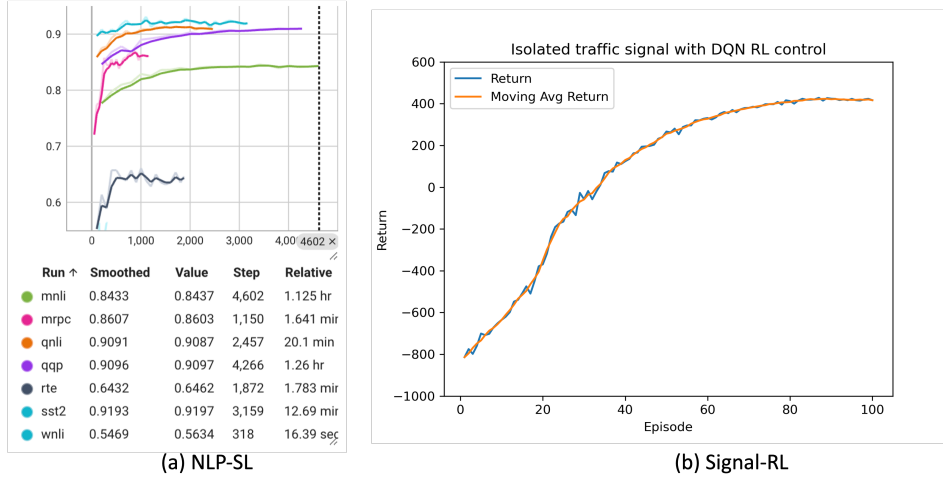 0.9
0.8
0.7
0.6
0 1,000 2,000 3,000 4,00 4602 ×
Run ↑ Smoothed Value Step Relative
mnli 0.8433 0.8437 4,602 1.125 hr
mrpc 0.8607 0.8603 1,150 1.641 min
qnli 0.9091 0.9087 2,457 20.1 min
qqp 0.9096 0.9097 4,266 1.26 hr
rte 0.6432 0.6462 1,872 1.783 min
sst2 0.9193 0.9197 3,159 12.69 min
wnli 0.5469 0.5634 318 16.39 sec
(a) NLP-SL
Isolated traffic signal with DQN RL control
Return
Moving Avg Return
600
400
200
0
−200
−400
−600
−800
−1000
Return
0 20 40 60 80 100
Episode
(b) Signal-RL